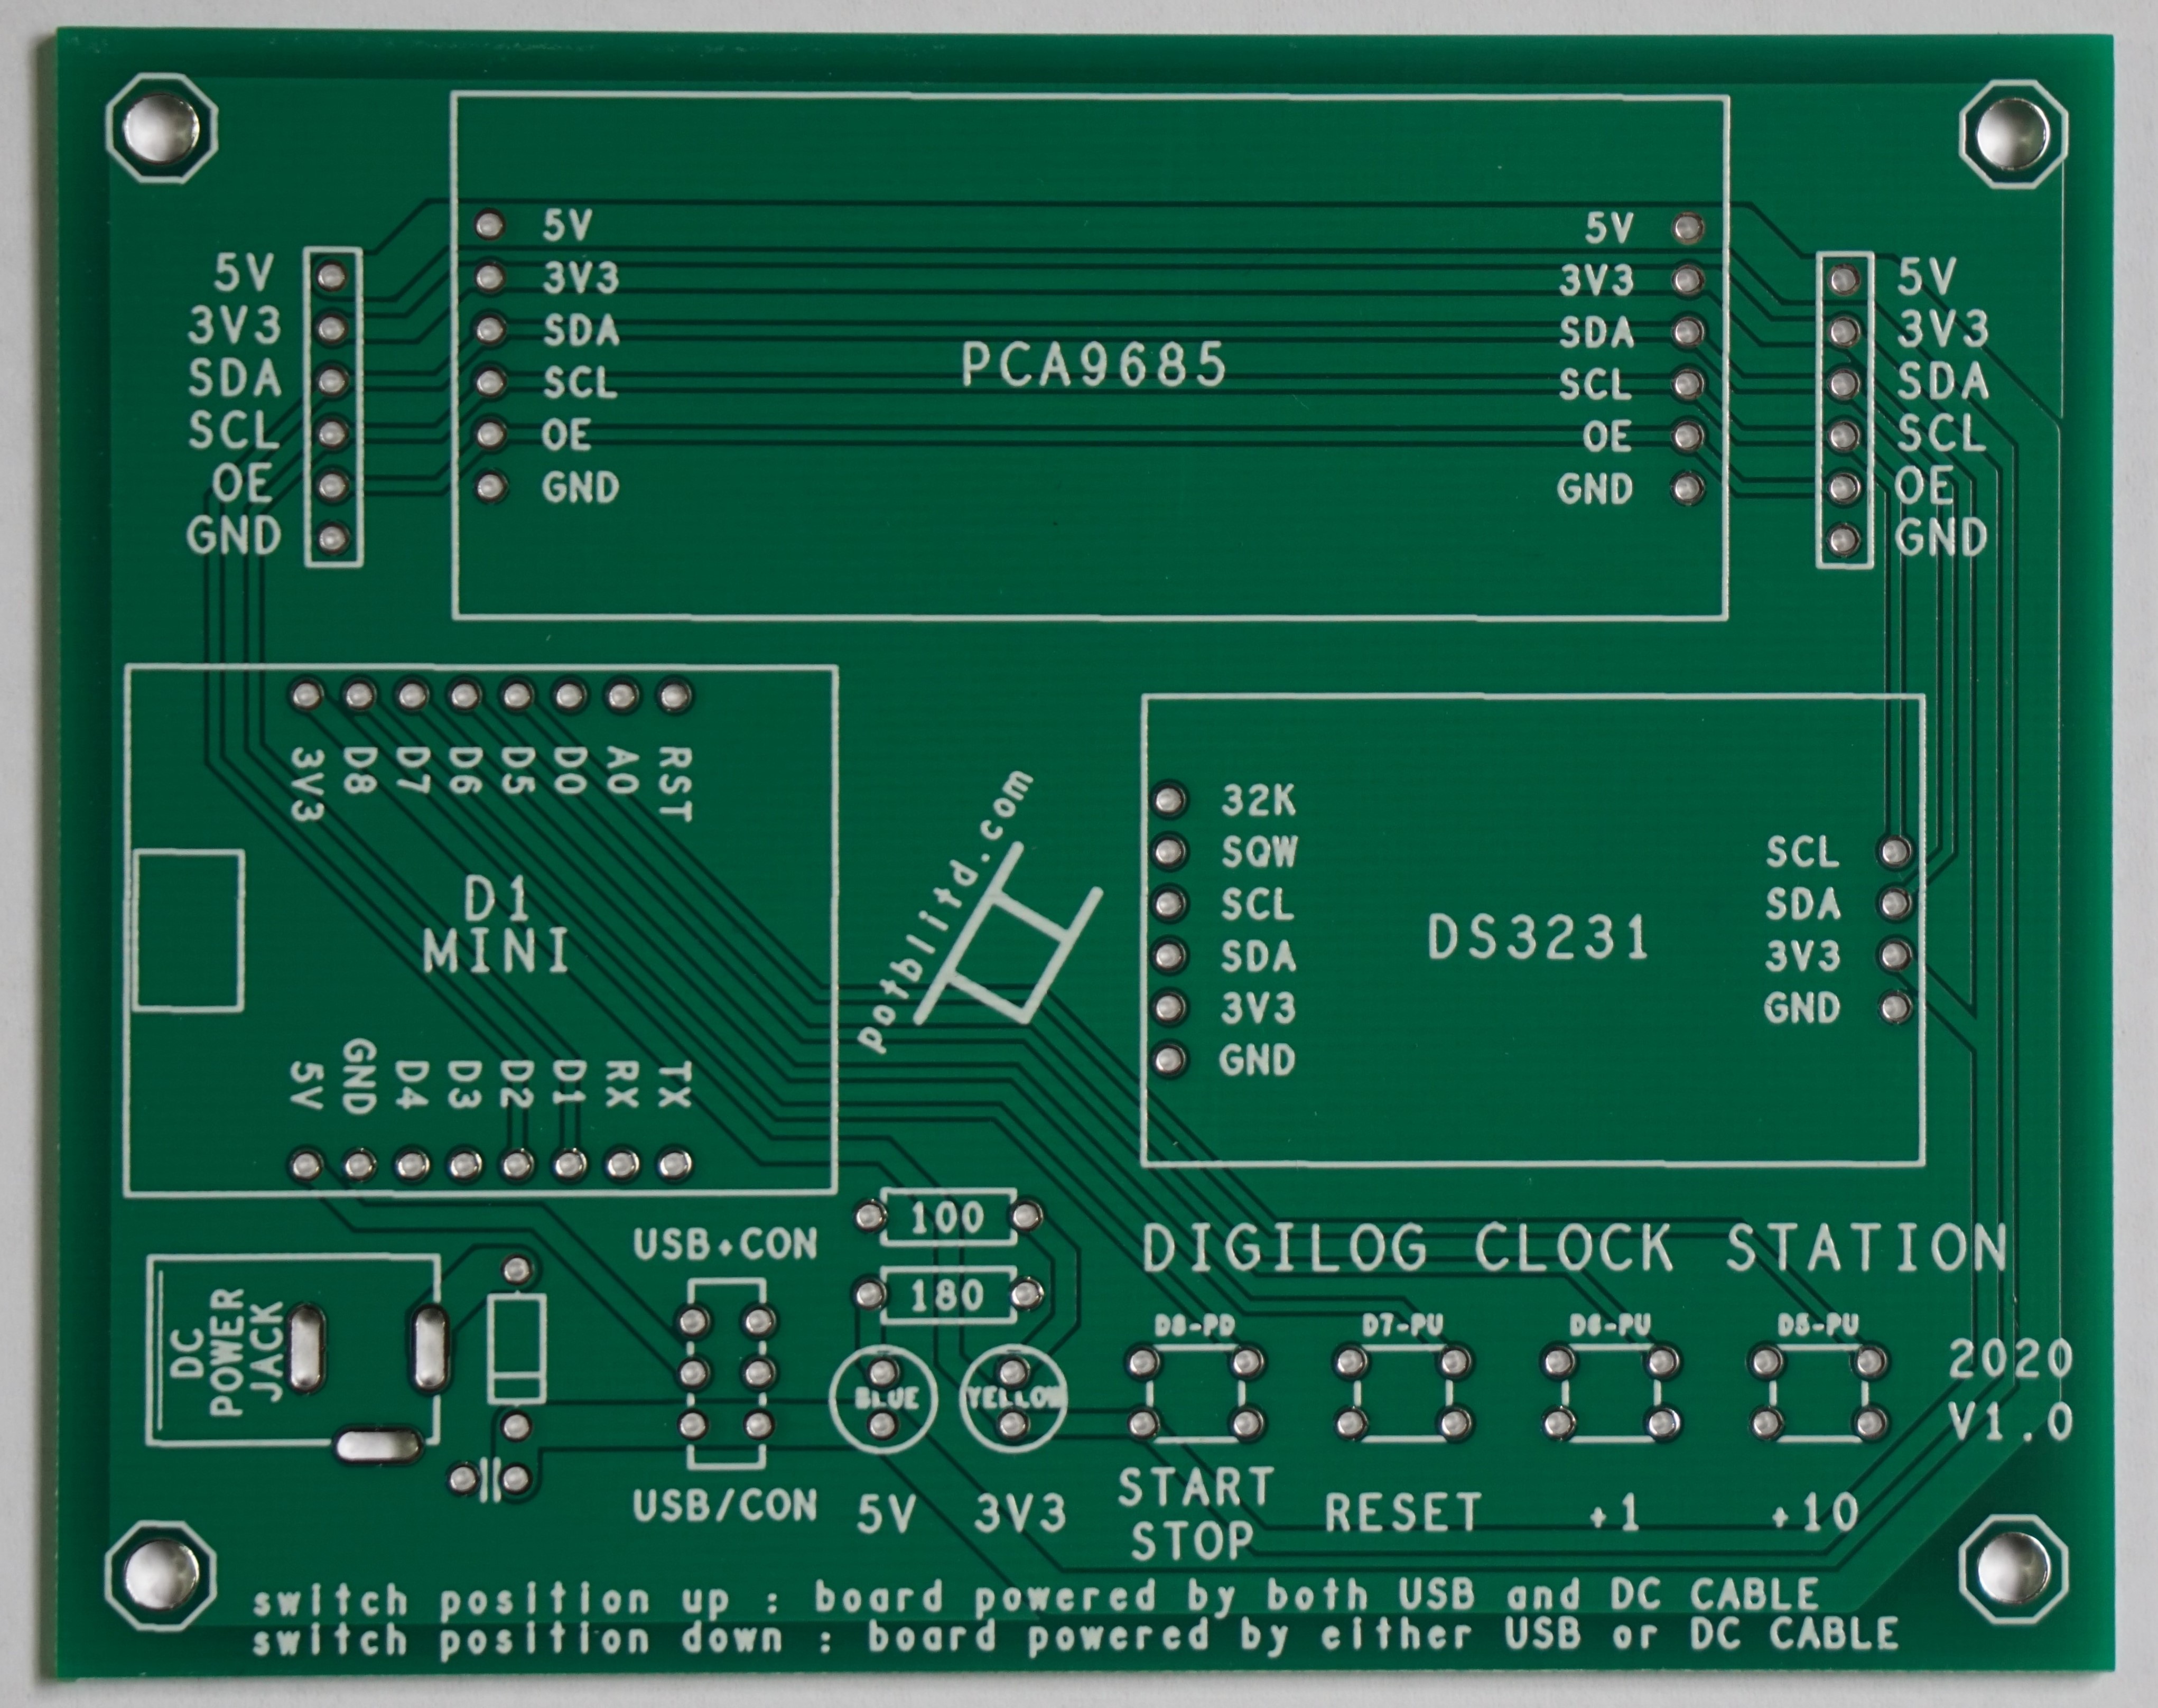 5V
3V3
SDA
SCL
OE
GND
5V
3V3
SDA
SCL
OE
GND
PCA9685
5V
3V3
SDA
SCL
OE
GND
5V
3V3
SDA
SCL
OE
GND
3V3 D8 D7 D6 D5 D0 A0 RST
D1
MINI
5V GND D4 D3 D2 D1 RX TX
potblitd.com
32K
SQW
SCL
SDA
3V3
GND
DS3231
SCL
SDA
3V3
GND
DIGILOG CLOCK STATION
DC
POWER
JACK
USB+CON
USB/CON
100
180
BLUE
YELLOW
5V
3V3
D8-PD
D7-PU
D6-PU
D5-PU
START
STOP
RESET
+1
+10
2020
V1.0
switch position up : board powered by both USB and DC CABLE
switch position down : board powered by either USB or DC CABLE